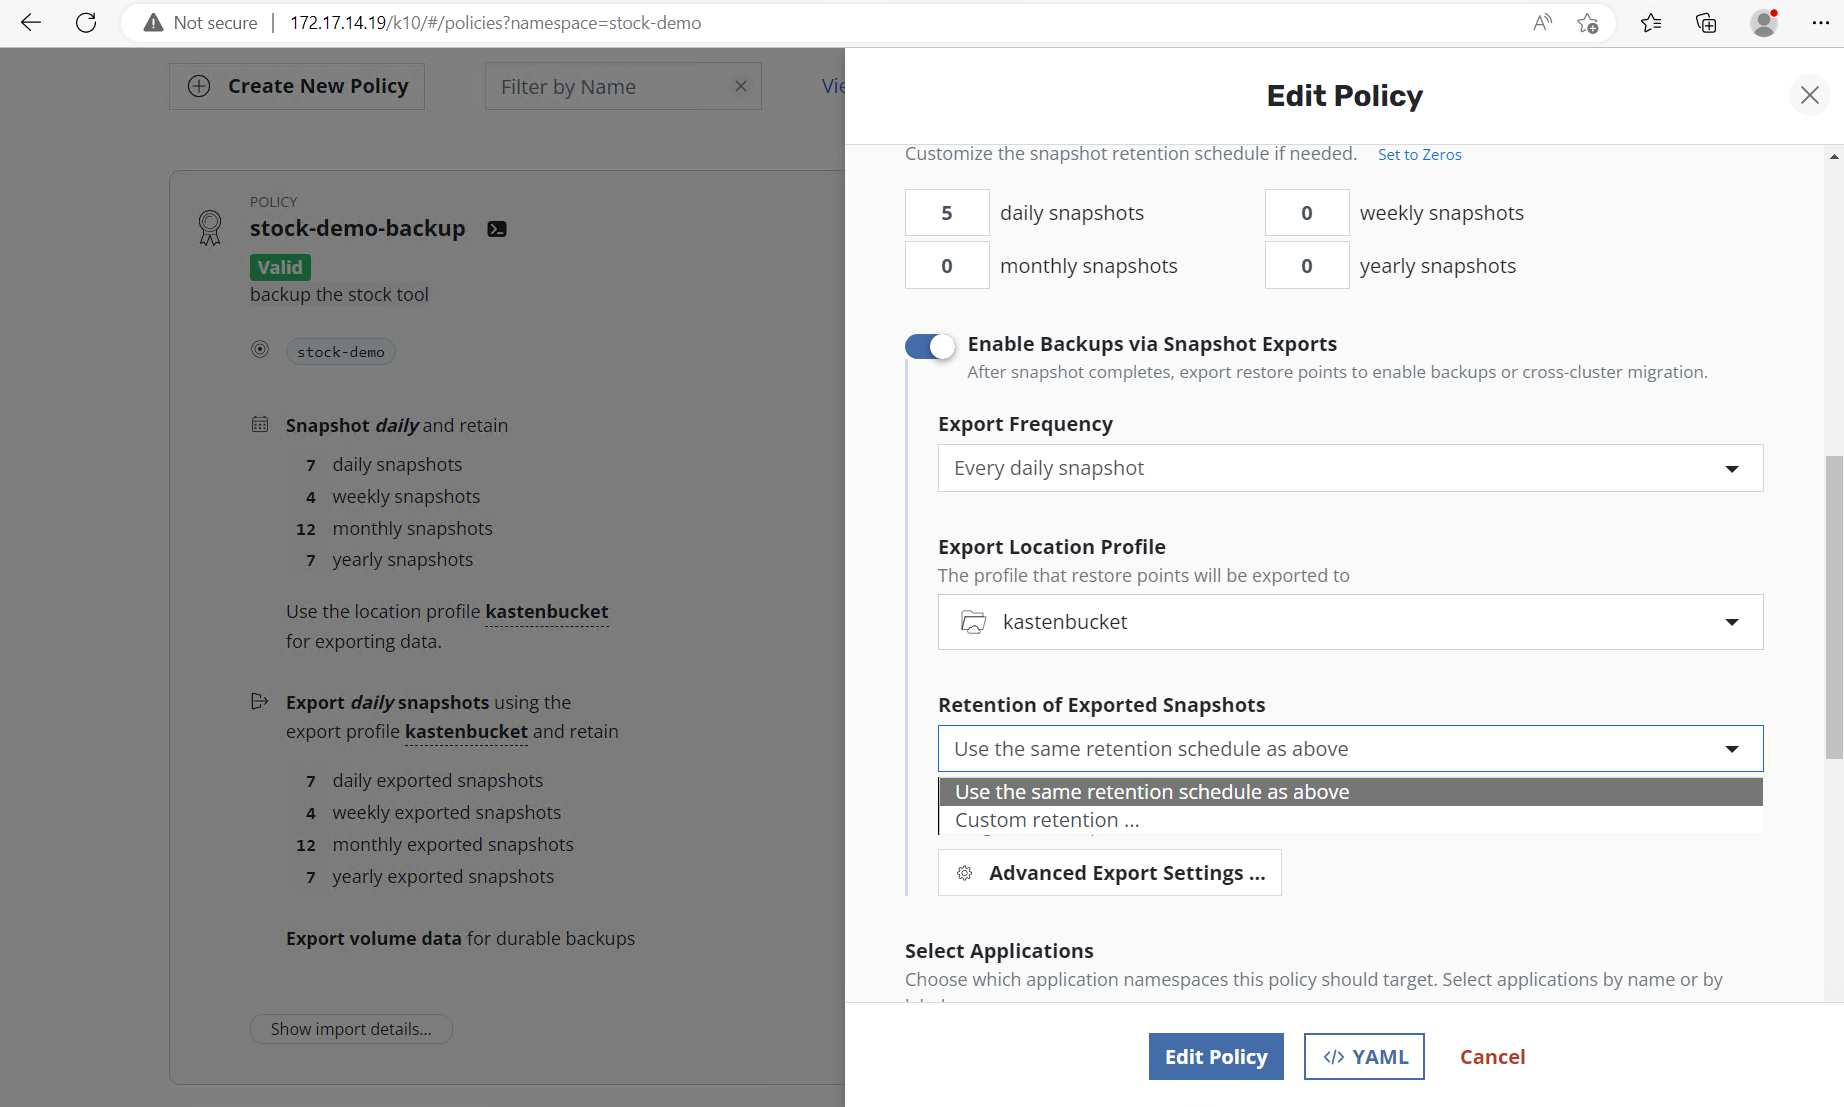 Not secure | 172.17.14.19/k10/#/policies?namespace=stock-demo
Create New Policy
Filter by Name
Vie
POLICY
stock-demo-backup
Valid
backup the stock tool
stock-demo
Snapshot daily and retain
7 daily snapshots
4 weekly snapshots
12 monthly snapshots
7 yearly snapshots
Use the location profile kastenbucket
for exporting data.
Export daily snapshots using the
export profile kastenbucket and retain
7 daily exported snapshots
4 weekly exported snapshots
12 monthly exported snapshots
7 yearly exported snapshots
Export volume data for durable backups
Show import details...
Edit Policy
Customize the snapshot retention schedule if needed. Set to Zeros
5 daily snapshots 0 weekly snapshots
0 monthly snapshots 0 yearly snapshots
Enable Backups via Snapshot Exports
After snapshot completes, export restore points to enable backups or cross-cluster migration.
Export Frequency
Every daily snapshot
Export Location Profile
The profile that restore points will be exported to
kastenbucket
Retention of Exported Snapshots
Use the same retention schedule as above
Use the same retention schedule as above
Custom retention ...
Advanced Export Settings ...
Select Applications
Choose which application namespaces this policy should target. Select applications by name or by
Edit Policy
</> YAML
Cancel